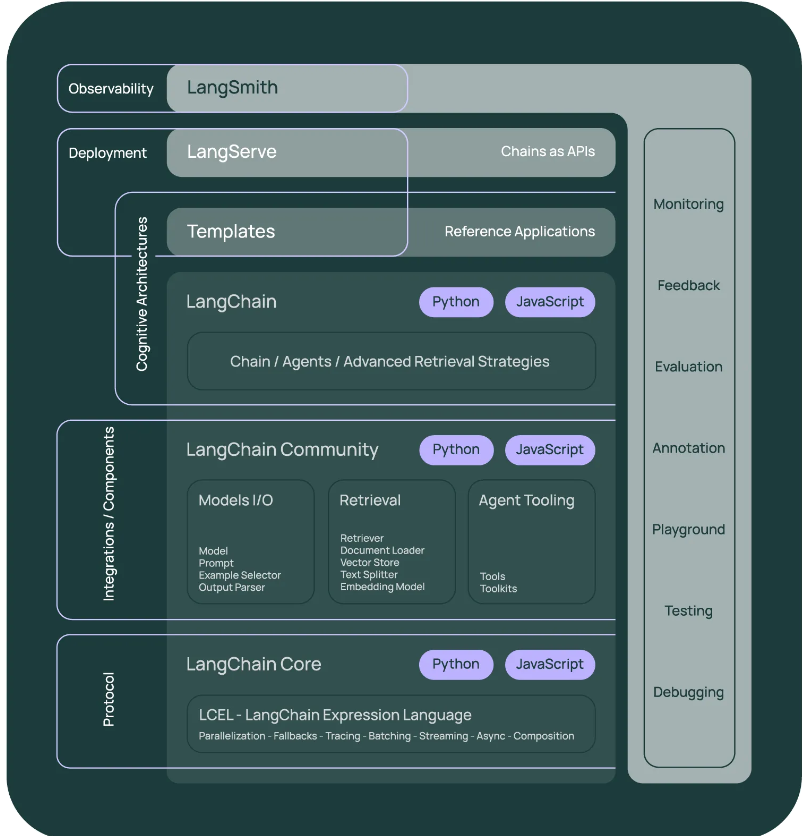 Observability
LangSmith
Deployment
LangServe
Chains as APIs
Cognitive Architectures
Templates
Reference Applications
LangChain
Python
JavaScript
Chain / Agents / Advanced Retrieval Strategies
Integrations / Components
LangChain Community
Python
JavaScript
Models I/O
Model
Prompt
Example Selector
Output Parser
Retrieval
Retriever
Document Loader
Vector Store
Text Splitter
Embedding Model
Agent Tooling
Tools
Toolkits
Protocol
LangChain Core
Python
JavaScript
LCEL - LangChain Expression Language
Parallelization - Fallbacks - Tracing - Batching - Streaming - Async - Composition
Monitoring
Feedback
Evaluation
Annotation
Playground
Testing
Debugging